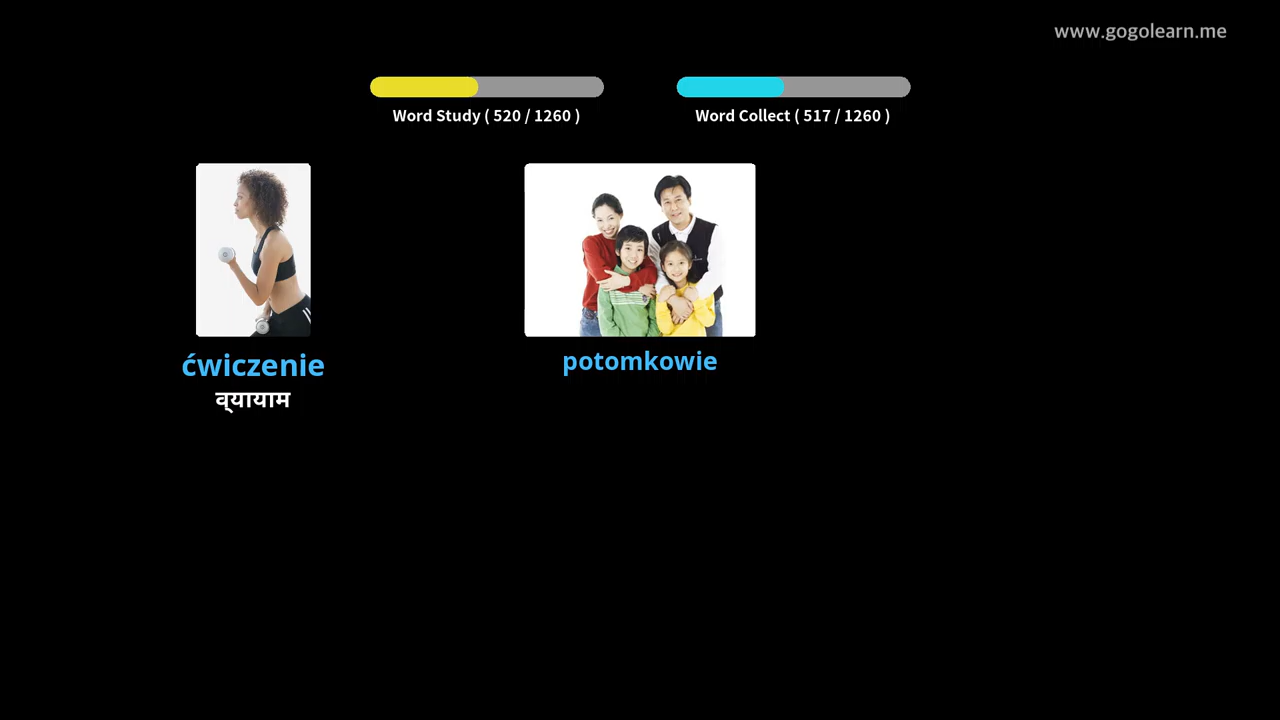 www.gogolearn.me
Word Study ( 520 / 1260 )
Word Collect ( 517 / 1260 )
ćwiczenie
व्यायाम
potomkowie